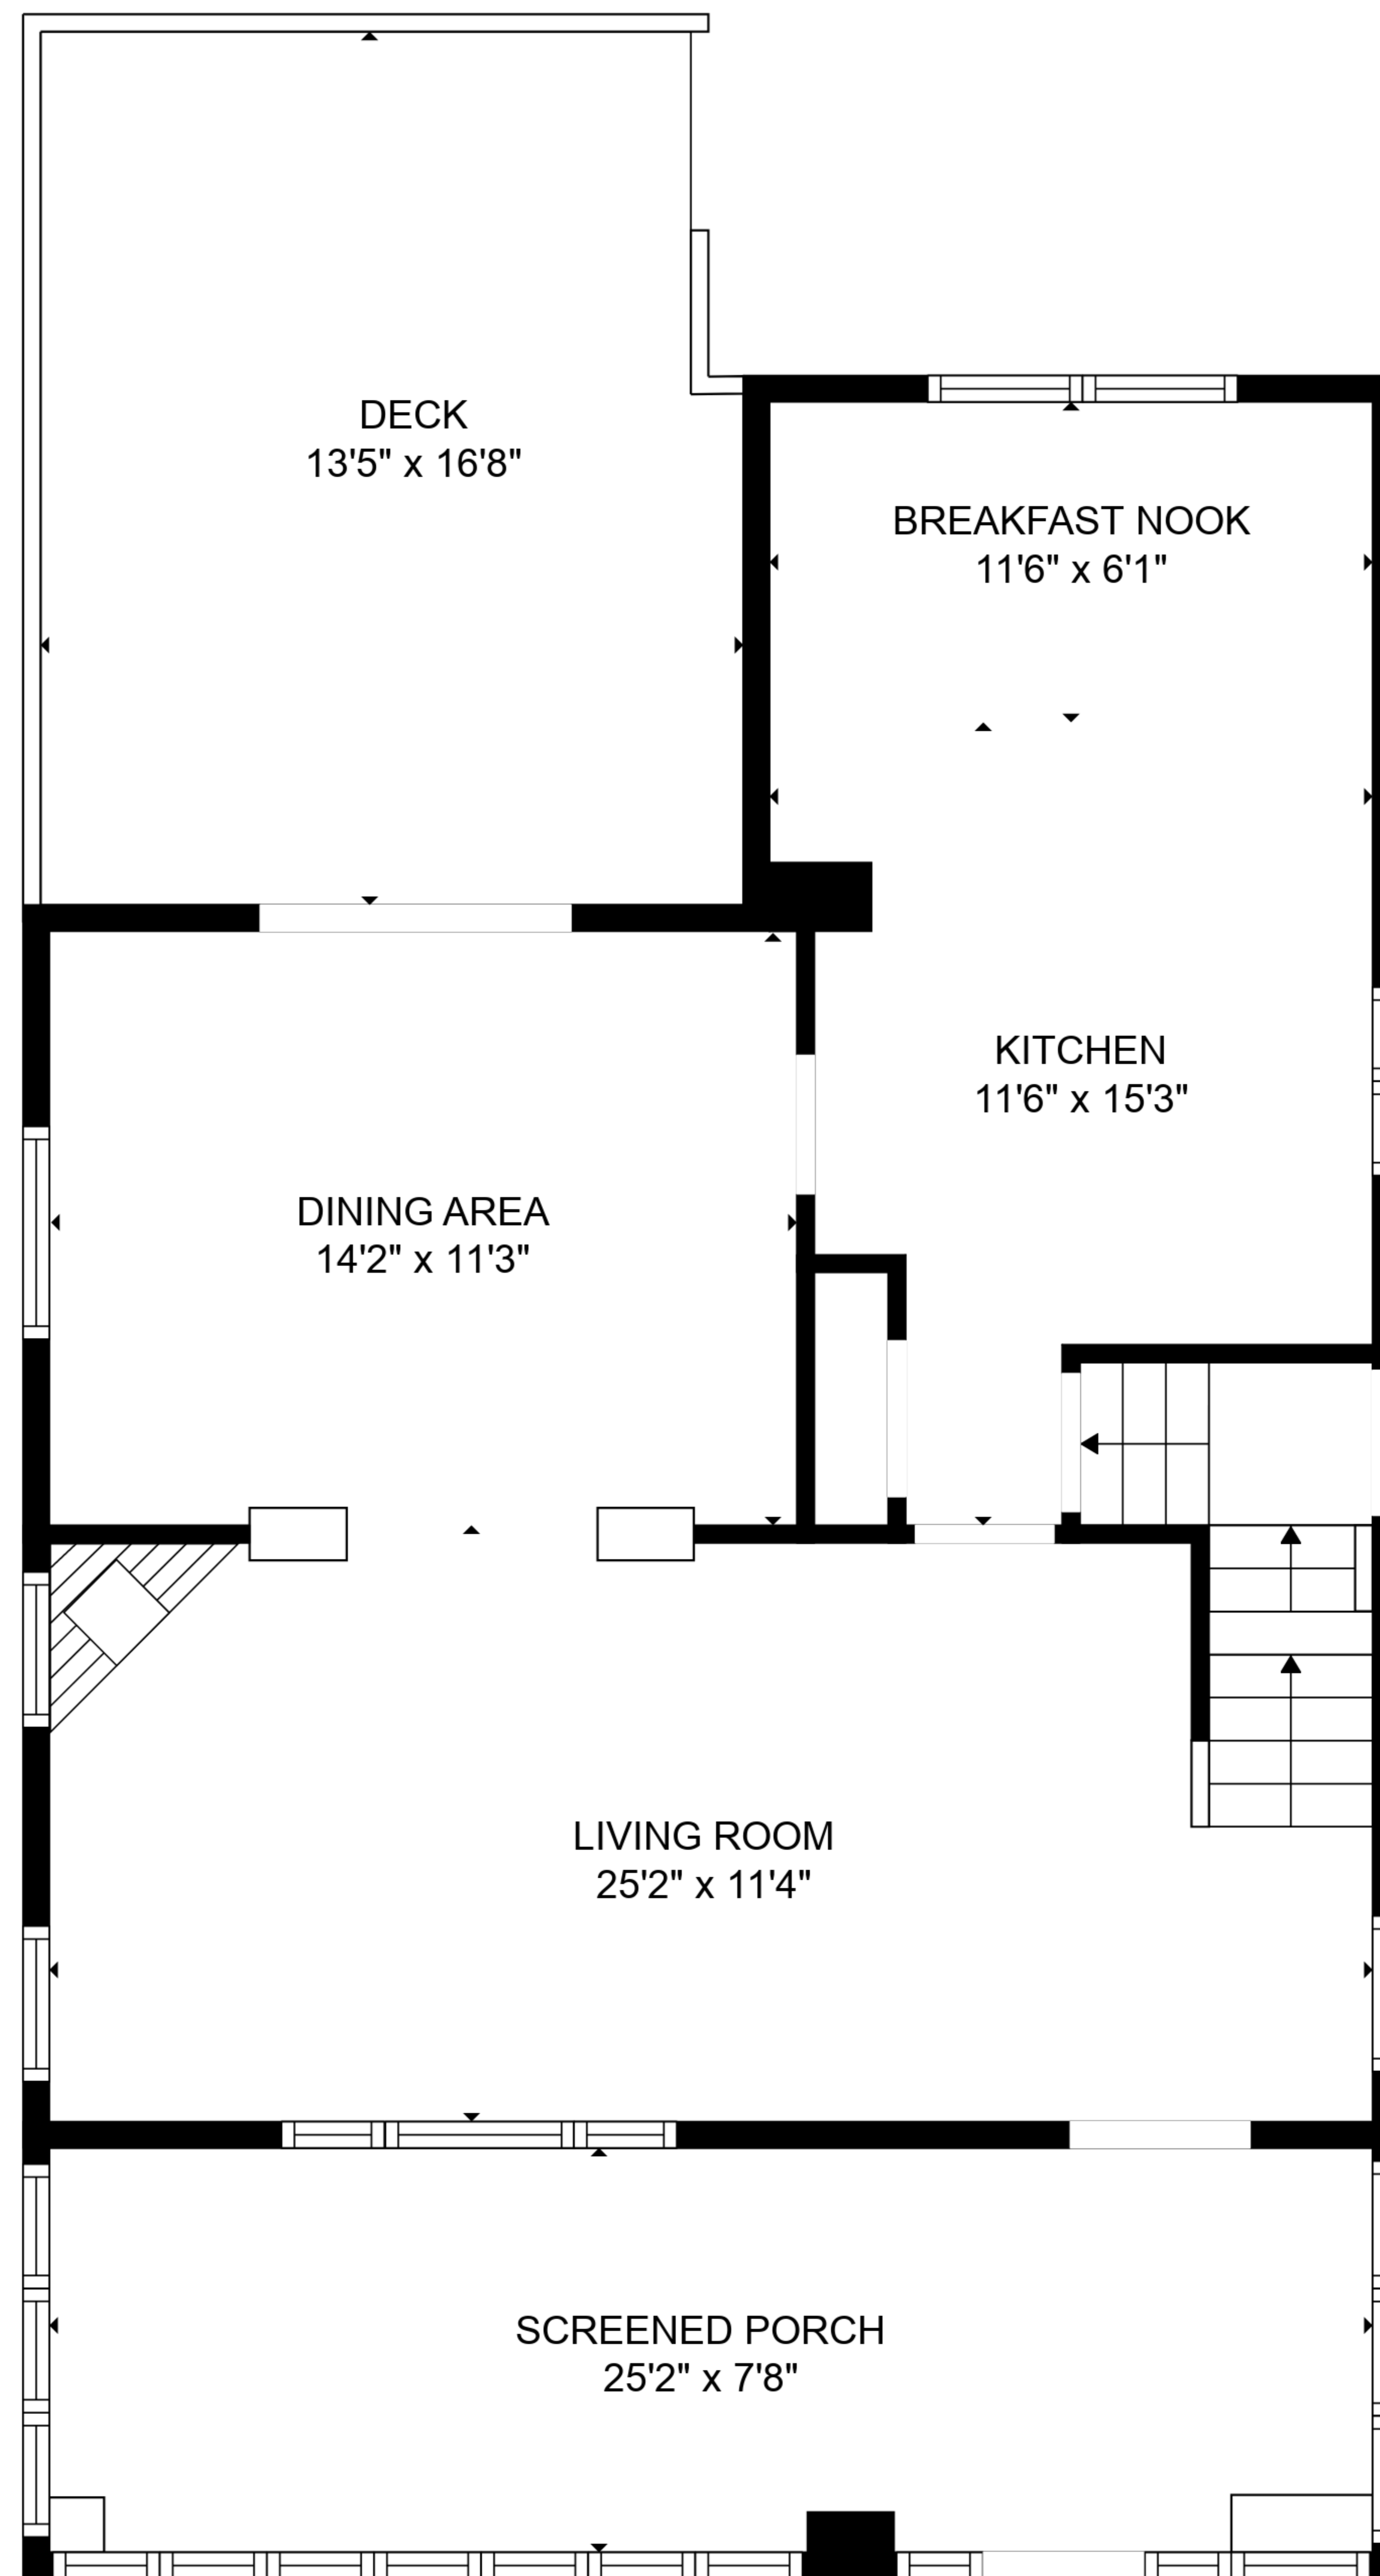 DECK
13'5" x 16'8"
BREAKFAST NOOK
11'6" x 6'1"
KITCHEN
11'6" x 15'3"
DINING AREA
14'2" x 11'3"
LIVING ROOM
25'2" x 11'4"
SCREENED PORCH
25'2" x 7'8"